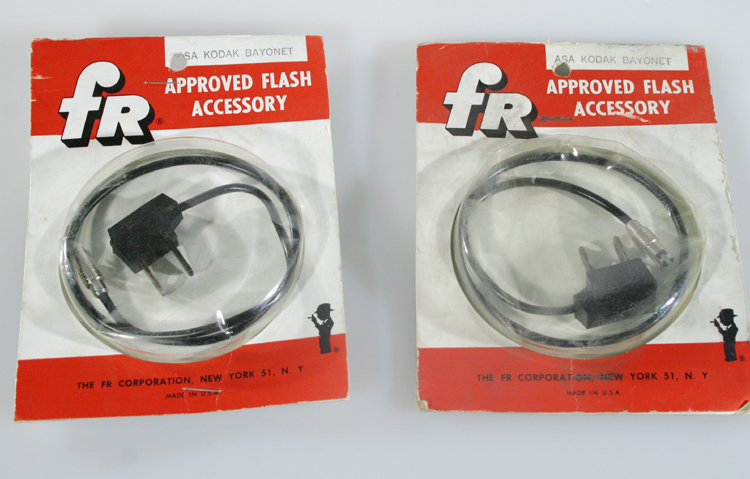 ASA KODAK BAYONET
fR®
APPROVED FLASH
ACCESSORY
®
THE FR CORPORATION, NEW YORK 51, N. Y
MADE IN U.S.A
ASA KODAK BAYONET
fR
APPROVED FLASH
ACCESSORY
®
THE FR CORPORATION, NEW YORK 51, N. Y
MADE IN U.S.A